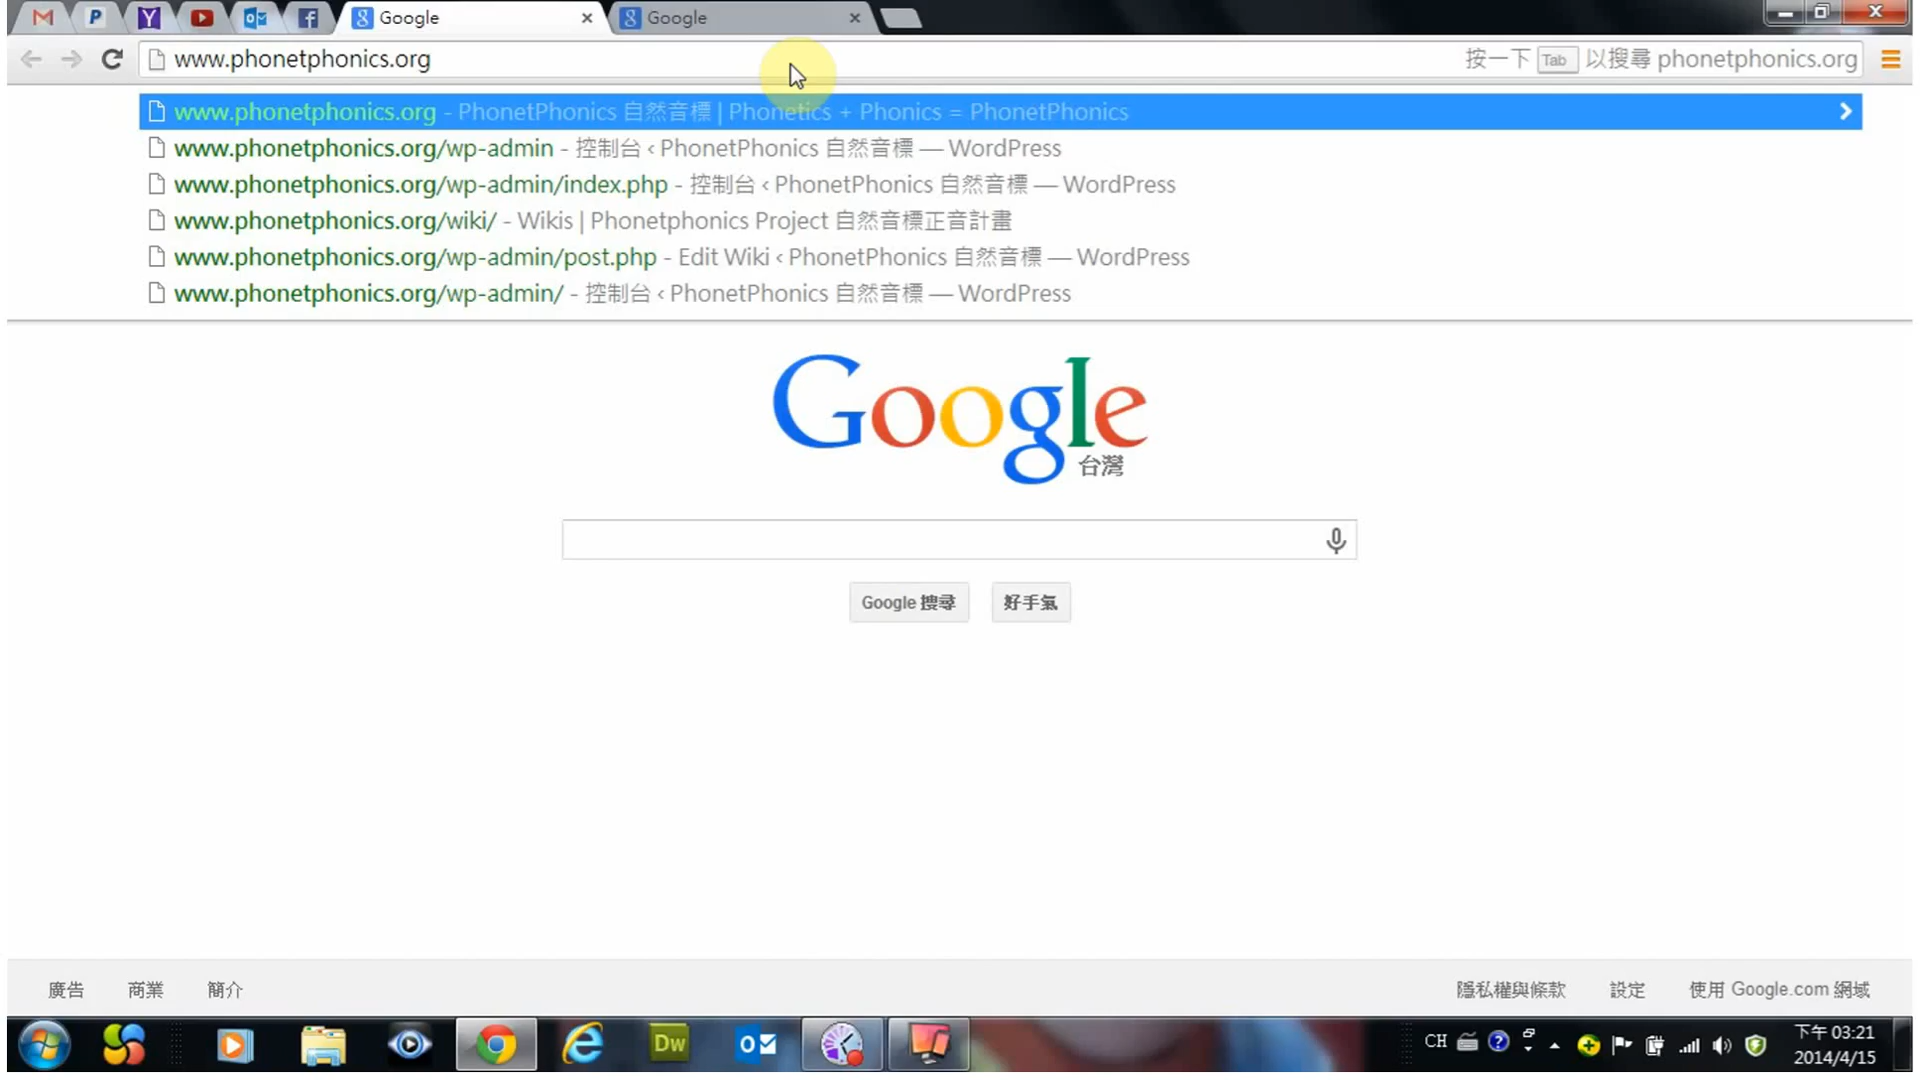 Google
Google
www.phonetphonics.org
按一下 Tab 以搜尋 phonetphonics.org
www.phonetphonics.org - PhonetPhonics 自然音標 | Phonetics + Phonics = PhonetPhonics
www.phonetphonics.org/wp-admin - 控制台 ‹ PhonetPhonics 自然音標 — WordPress
www.phonetphonics.org/wp-admin/index.php - 控制台 ‹ PhonetPhonics 自然音標 — WordPress
www.phonetphonics.org/wiki/ - Wikis | Phonetphonics Project 自然音標正音計畫
www.phonetphonics.org/wp-admin/post.php - Edit Wiki ‹ PhonetPhonics 自然音標 — WordPress
www.phonetphonics.org/wp-admin/ - 控制台 ‹ PhonetPhonics 自然音標 — WordPress
Google
台灣
Google 搜尋 好手氣
廣告 商業 簡介 隱私權與條款 設定 使用 Google.com 網域
Dw
CH
下午 03:21
2014/4/15